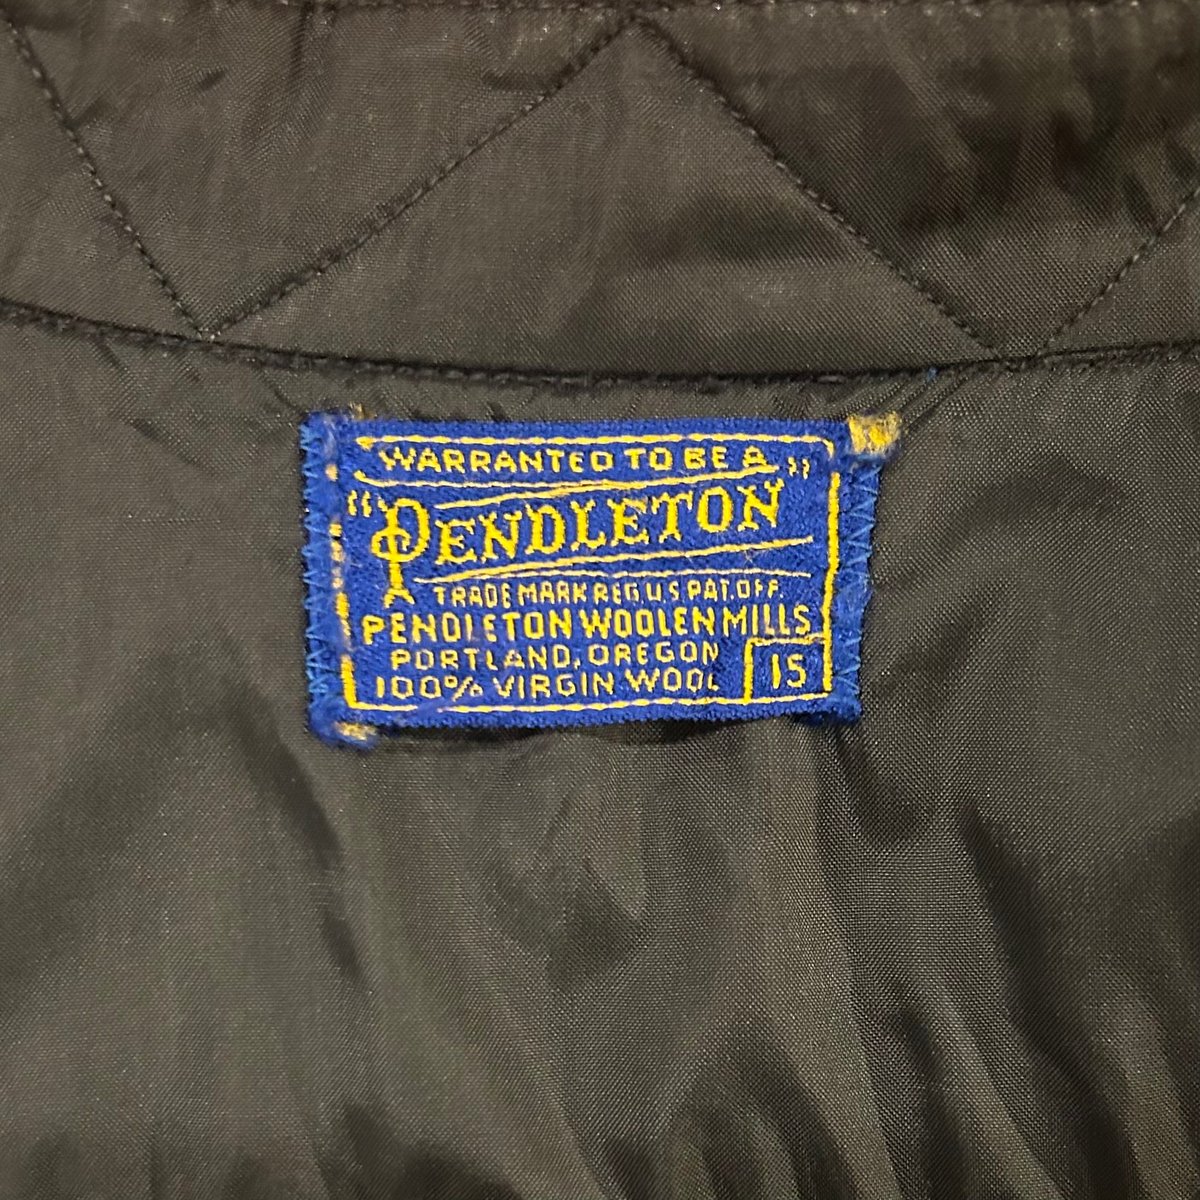 WARRANTED TO BE A
"PENDLETON"
TRADE MARK REG U.S. PAT. OFF.
PENDLETON WOOLEN MILLS
PORTLAND, OREGON
100% VIRGIN WOOL
15